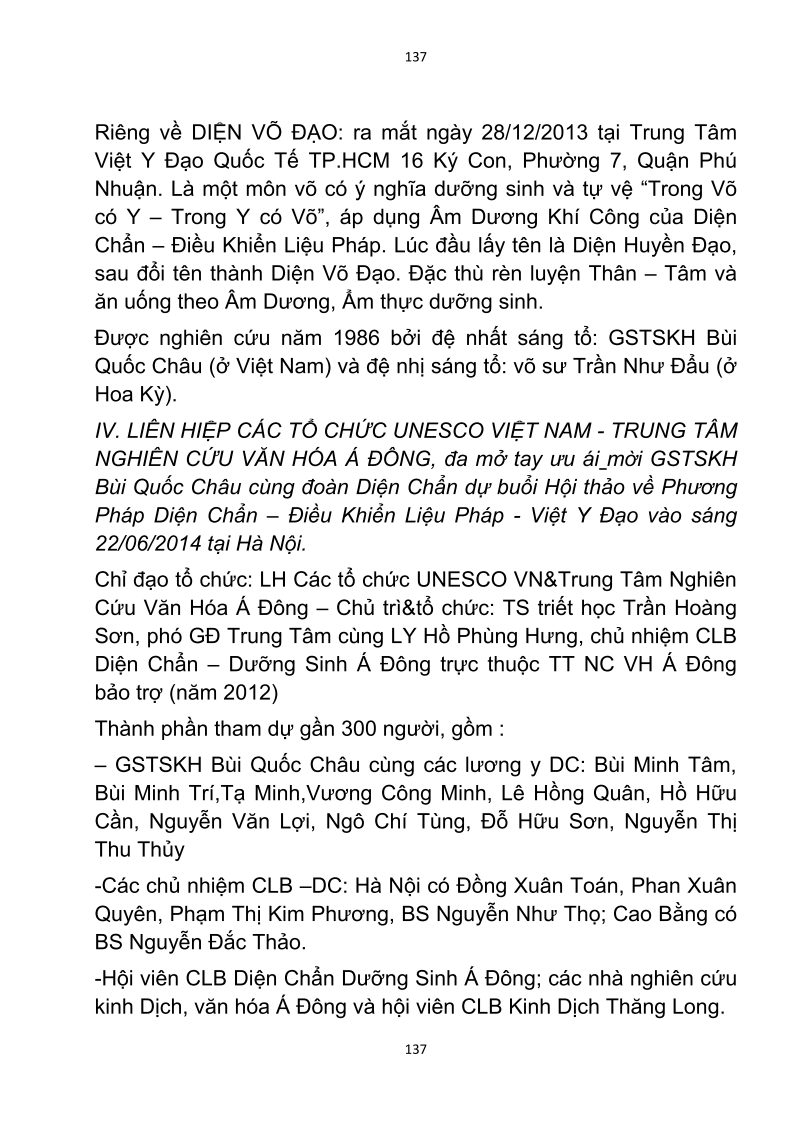 137
Riêng về DIỆN VÕ ĐẠO: ra mắt ngày 28/12/2013 tại Trung Tâm
Việt Y Đạo Quốc Tế TP.HCM 16 Ký Con, Phường 7, Quận Phú
Nhuận. Là một môn võ có ý nghĩa dưỡng sinh và tự vệ “Trong Võ
có Y – Trong Y có Võ”, áp dụng Âm Dương Khí Công của Diện
Chẩn – Điều Khiển Liệu Pháp. Lúc đầu lấy tên là Diện Huyền Đạo,
sau đổi tên thành Diện Võ Đạo. Đặc thù rèn luyện Thân – Tâm và
ăn uống theo Âm Dương, Ẩm thực dưỡng sinh.
Được nghiên cứu năm 1986 bởi đệ nhất sáng tổ: GSTSKH Bùi
Quốc Châu (ở Việt Nam) và đệ nhị sáng tổ: võ sư Trần Như Đẩu (ở
Hoa Kỳ).
IV. LIÊN HIỆP CÁC TỔ CHỨC UNESCO VIỆT NAM - TRUNG TÂM
NGHIÊN CỨU VĂN HÓA Á ĐÔNG, đa mở tay ưu ái mời GSTSKH
Bùi Quốc Châu cùng đoàn Diện Chẩn dự buổi Hội thảo về Phương
Pháp Diện Chẩn – Điều Khiển Liệu Pháp - Việt Y Đạo vào sáng
22/06/2014 tại Hà Nội.
Chỉ đạo tổ chức: LH Các tổ chức UNESCO VN&Trung Tâm Nghiên
Cứu Văn Hóa Á Đông – Chủ trì&tổ chức: TS triết học Trần Hoàng
Sơn, phó GĐ Trung Tâm cùng LY Hồ Phùng Hưng, chủ nhiệm CLB
Diện Chẩn – Dưỡng Sinh Á Đông trực thuộc TT NC VH Á Đông
bảo trợ (năm 2012)
Thành phần tham dự gần 300 người, gồm :
– GSTSKH Bùi Quốc Châu cùng các lương y DC: Bùi Minh Tâm,
Bùi Minh Trí,Tạ Minh,Vương Công Minh, Lê Hồng Quân, Hồ Hữu
Cần, Nguyễn Văn Lợi, Ngô Chí Tùng, Đỗ Hữu Sơn, Nguyễn Thị
Thu Thủy
-Các chủ nhiệm CLB –DC: Hà Nội có Đồng Xuân Toán, Phan Xuân
Quyên, Phạm Thị Kim Phương, BS Nguyễn Như Thọ; Cao Bằng có
BS Nguyễn Đắc Thảo.
-Hội viên CLB Diện Chẩn Dưỡng Sinh Á Đông; các nhà nghiên cứu
kinh Dịch, văn hóa Á Đông và hội viên CLB Kinh Dịch Thăng Long.
137